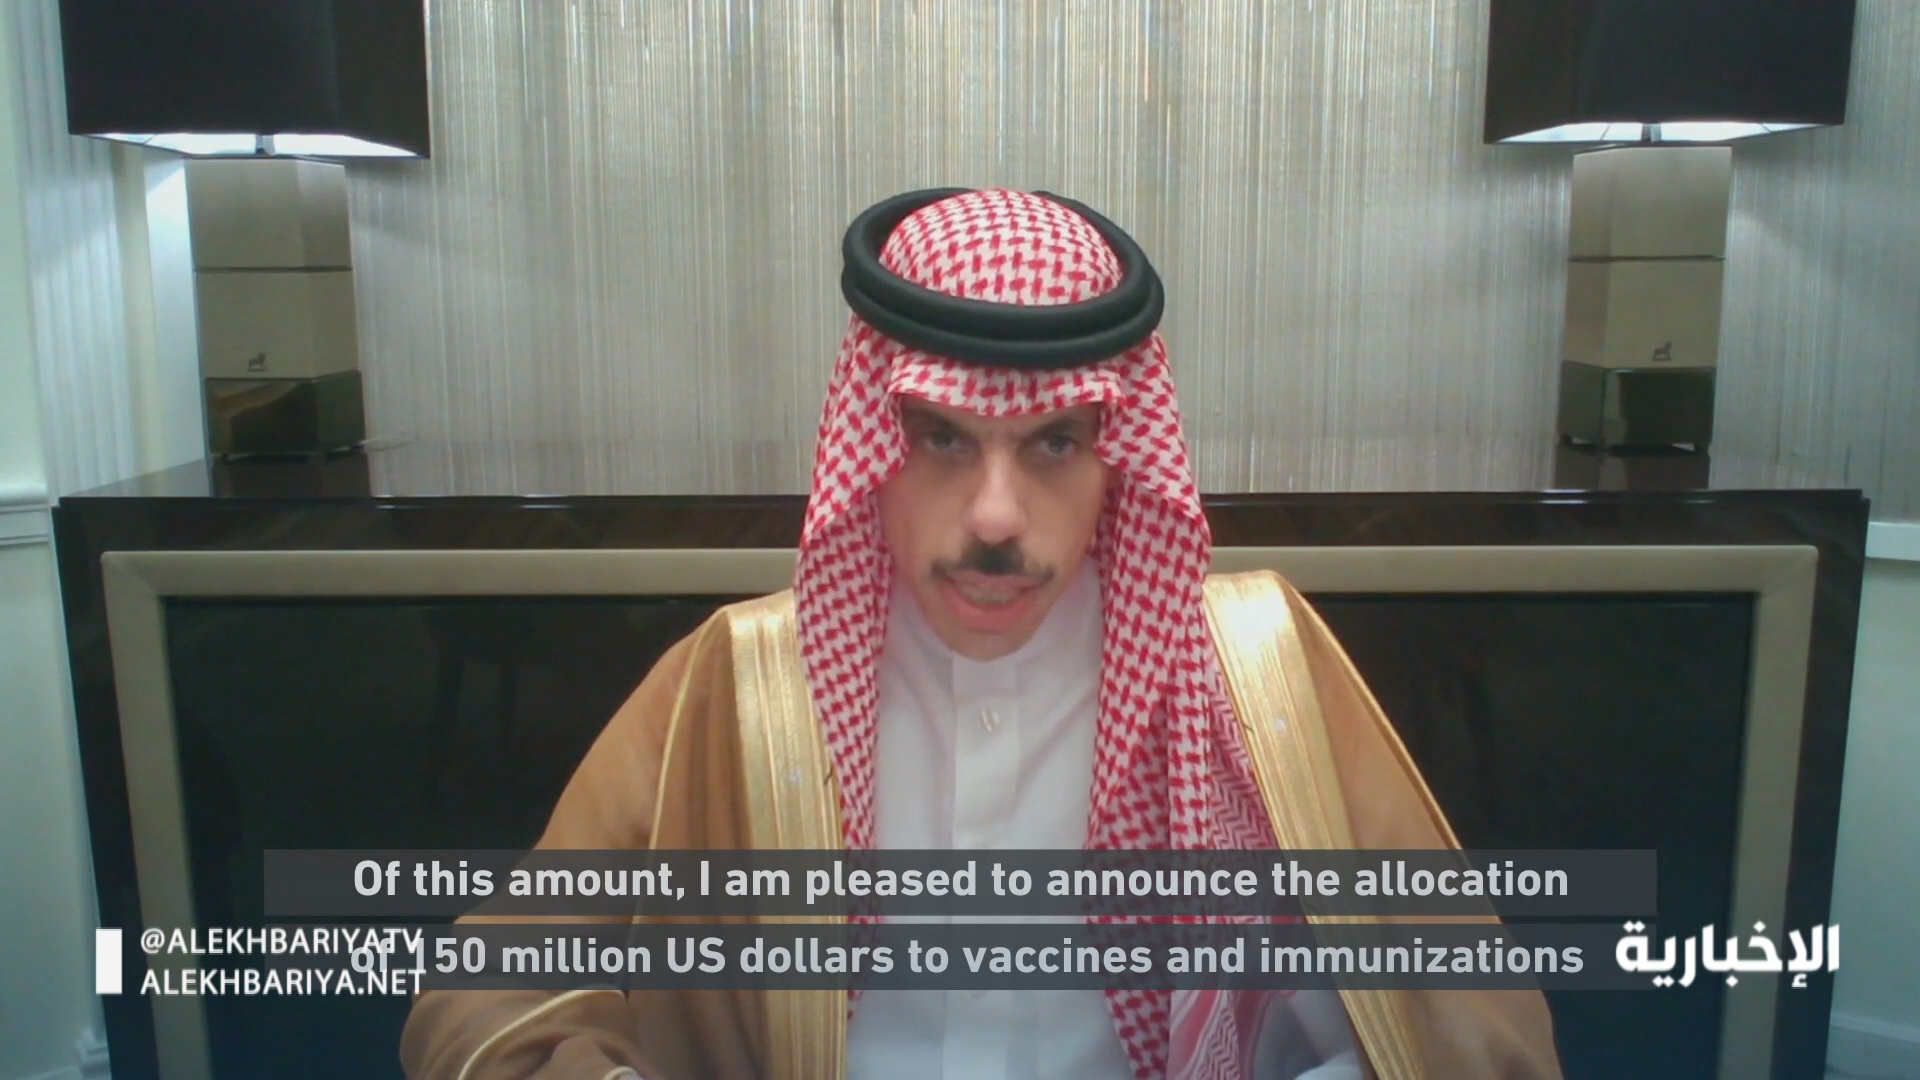 Of this amount, I am pleased to announce the allocation
of 150 million US dollars to vaccines and immunizations
@ALEKHBARIYATV
ALEKHBARIYA.NET
الإخبارية